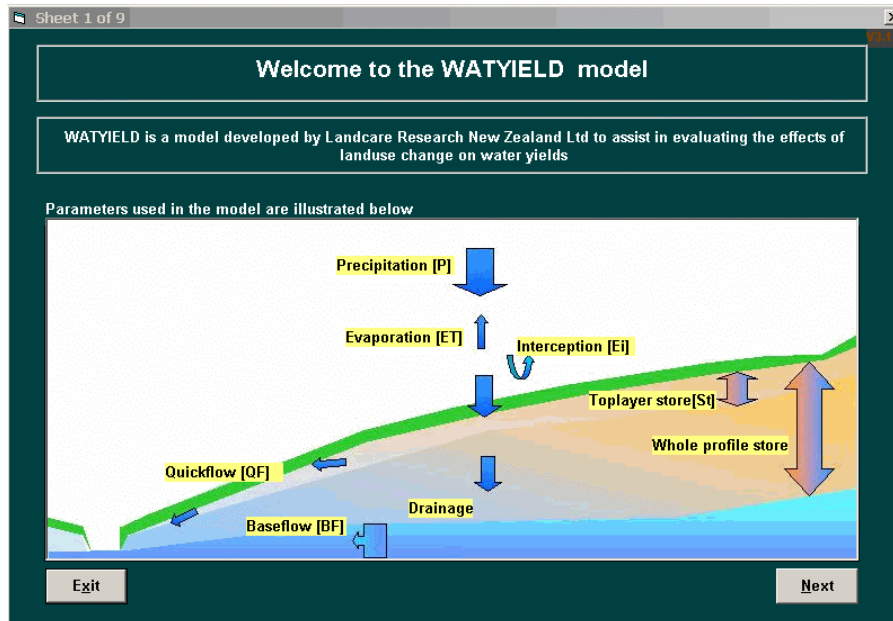 Sheet 1 of 9
V3.1
Welcome to the WATYIELD model
WATYIELD is a model developed by Landcare Research New Zealand Ltd to assist in evaluating the effects of
landuse change on water yields
Parameters used in the model are illustrated below
Precipitation [P]
Evaporation [ET]
Interception [Ei]
Toplayer store[St]
Whole profile store
Quickflow [QF]
Drainage
Baseflow [BF]
Exit
Next